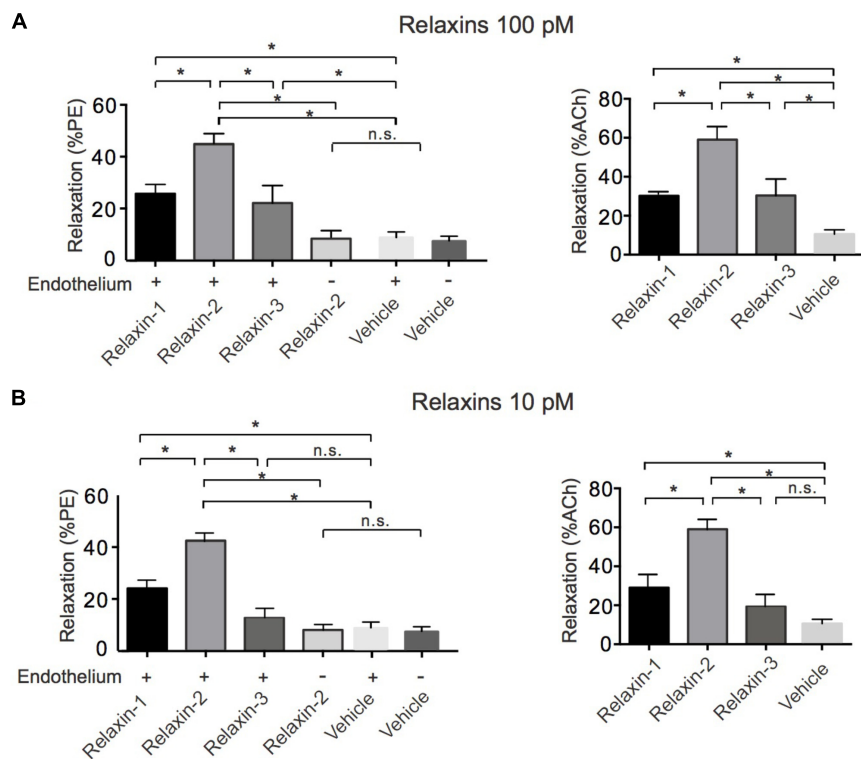 A
Relaxins 100 pM
*
* * *
*
*
n.s.
Relaxation (%PE)
60
40
20
0
Endothelium + + + - + -
Relaxin-1 Relaxin-2 Relaxin-3 Relaxin-2 Vehicle Vehicle
*
*
* * *
Relaxation (%ACh)
80
60
40
20
0
Relaxin-1 Relaxin-2 Relaxin-3 Vehicle
B
Relaxins 10 pM
*
* * n.s.
*
*
n.s.
Relaxation (%PE)
60
40
20
0
Endothelium + + + - + -
Relaxin-1 Relaxin-2 Relaxin-3 Relaxin-2 Vehicle Vehicle
*
*
* * n.s.
Relaxation (%ACh)
80
60
40
20
0
Relaxin-1 Relaxin-2 Relaxin-3 Vehicle